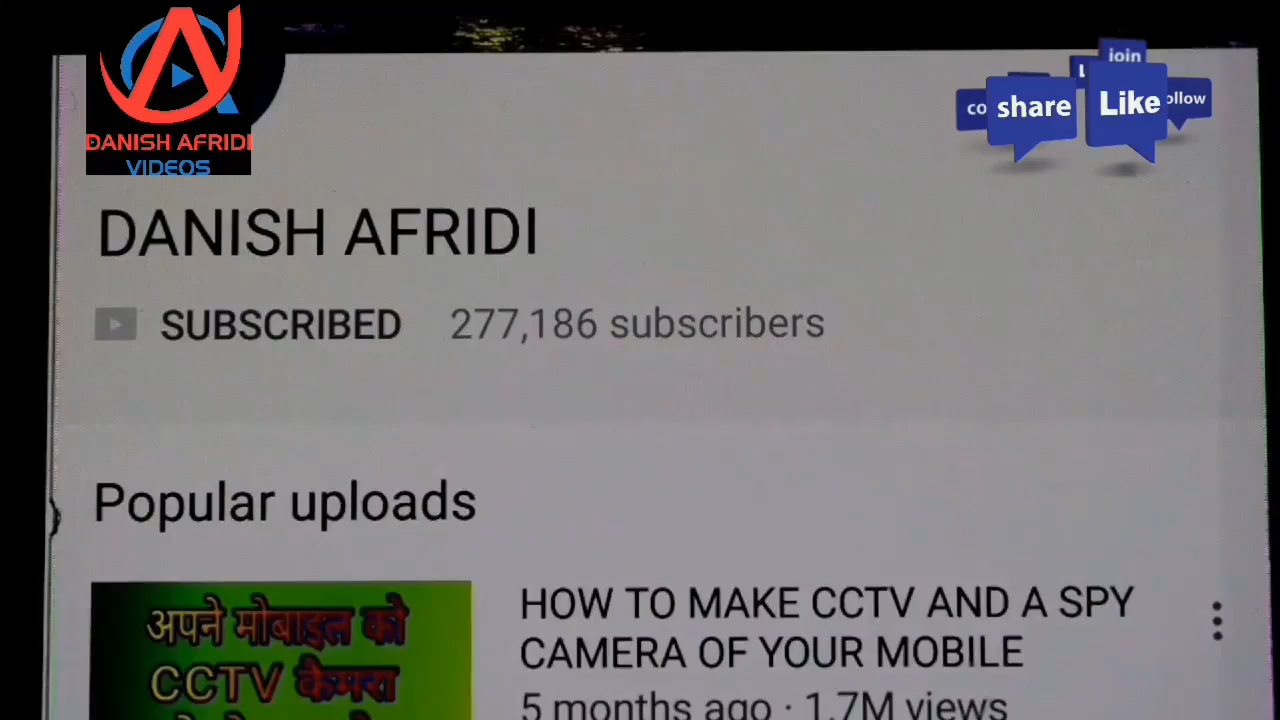 DANISH AFRIDI
VIDEOS
join
share
Like
DANISH AFRIDI
SUBSCRIBED 277,186 subscribers
Popular uploads
अपने मोबाइल को
CCTV कैमरा
HOW TO MAKE CCTV AND A SPY
CAMERA OF YOUR MOBILE
5 months ago · 1.7M views